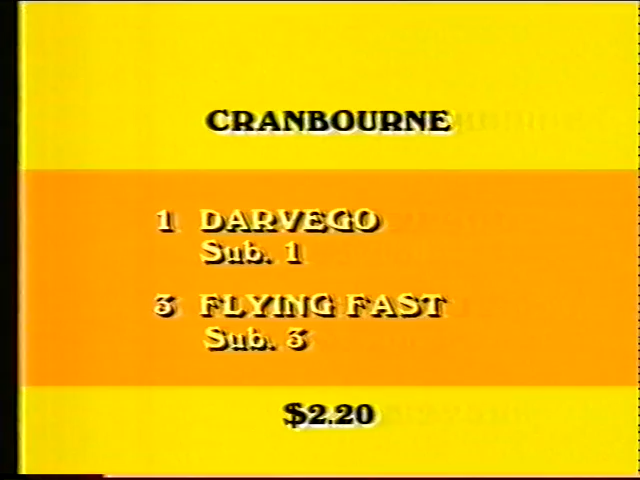 CRANBOURNE
1 DARVEGO
Sub. 1
3 FLYING FAST
Sub. 3
$2.20